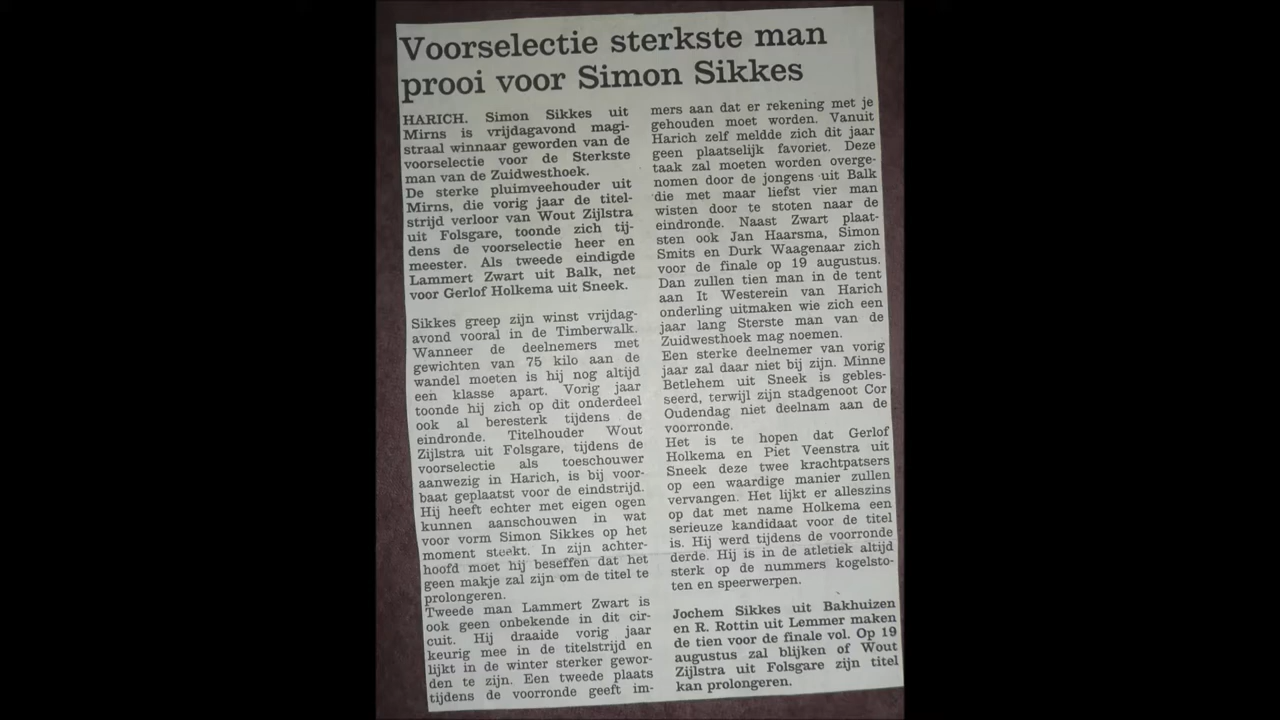 Voorselectie sterkste man
prooi voor Simon Sikkes
HARICH. Simon Sikkes uit
Mirns is vrijdagavond magi-
straal winnaar geworden van de
voorselectie voor de Sterkste
man van de Zuidwesthoek.
De sterke pluimveehouder uit
Mirns, die vorig jaar de titel-
strijd verloor van Wout Zijlstra
uit Folsgare, toonde zich tij-
dens de voorselectie heer en
meester. Als tweede eindigde
Lammert Zwart uit Balk, net
voor Gerlof Holkema uit Sneek.
Sikkes greep zijn winst vrijdag-
avond vooral in de Timberwalk.
Wanneer de deelnemers met
gewichten van 75 kilo aan de
wandel moeten is hij nog altijd
een klasse apart. Vorig jaar
toonde hij zich op dit onderdeel
ook al beresterk tijdens de
eindronde. Titelhouder Wout
Zijlstra uit Folsgare, tijdens de
voorselectie als toeschouwer
aanwezig in Harich, is bij voor-
baat geplaatst voor de eindstrijd.
Hij heeft echter met eigen ogen
kunnen aanschouwen in wat
voor vorm Simon Sikkes op het
moment steekt. In zijn achter-
hoofd moet hij beseffen dat het
geen makje zal zijn om de titel te
prolongeren.
Tweede man Lammert Zwart is
ook geen onbekende in dit cir-
cuit. Hij draaide vorig jaar
keurig mee in de titelstrijd en
lijkt in de winter sterker gewor-
den te zijn. Een tweede plaats
tijdens de voorronde geeft im-
mers aan dat er rekening met je
gehouden moet worden. Vanuit
Harich zelf meldde zich dit jaar
geen plaatselijk favoriet. Deze
taak zal moeten worden overge-
nomen door de jongens uit Balk
die met maar liefst vier man
wisten door te stoten naar de
eindronde. Naast Zwart plaat-
sten ook Jan Haarsma, Simon
Smits en Durk Waagenaar zich
voor de finale op 19 augustus.
Dan zullen tien man in de tent
aan It Westerein van Harich
onderling uitmaken wie zich een
jaar lang Sterste man van de
Zuidwesthoek mag noemen.
Een sterke deelnemer van vorig
jaar zal daar niet bij zijn. Minne
Betlehem uit Sneek is gebles-
seerd, terwijl zijn stadgenoot Cor
Oudendag niet deelnam aan de
voorronde.
Het is te hopen dat Gerlof
Holkema en Piet Veenstra uit
Sneek deze twee krachtpatsers
op een waardige manier zullen
vervangen. Het lijkt er alleszins
op dat met name Holkema een
serieuze kandidaat voor de titel
is. Hij werd tijdens de voorronde
derde. Hij is in de atletiek altijd
sterk op de nummers kogelsto-
ten en speerwerpen.
Jochem Sikkes uit Bakhuizen
en R. Rottin uit Lemmer maken
de tien voor de finale vol. Op 19
augustus zal blijken of Wout
Zijlstra uit Folsgare zijn titel
kan prolongeren.